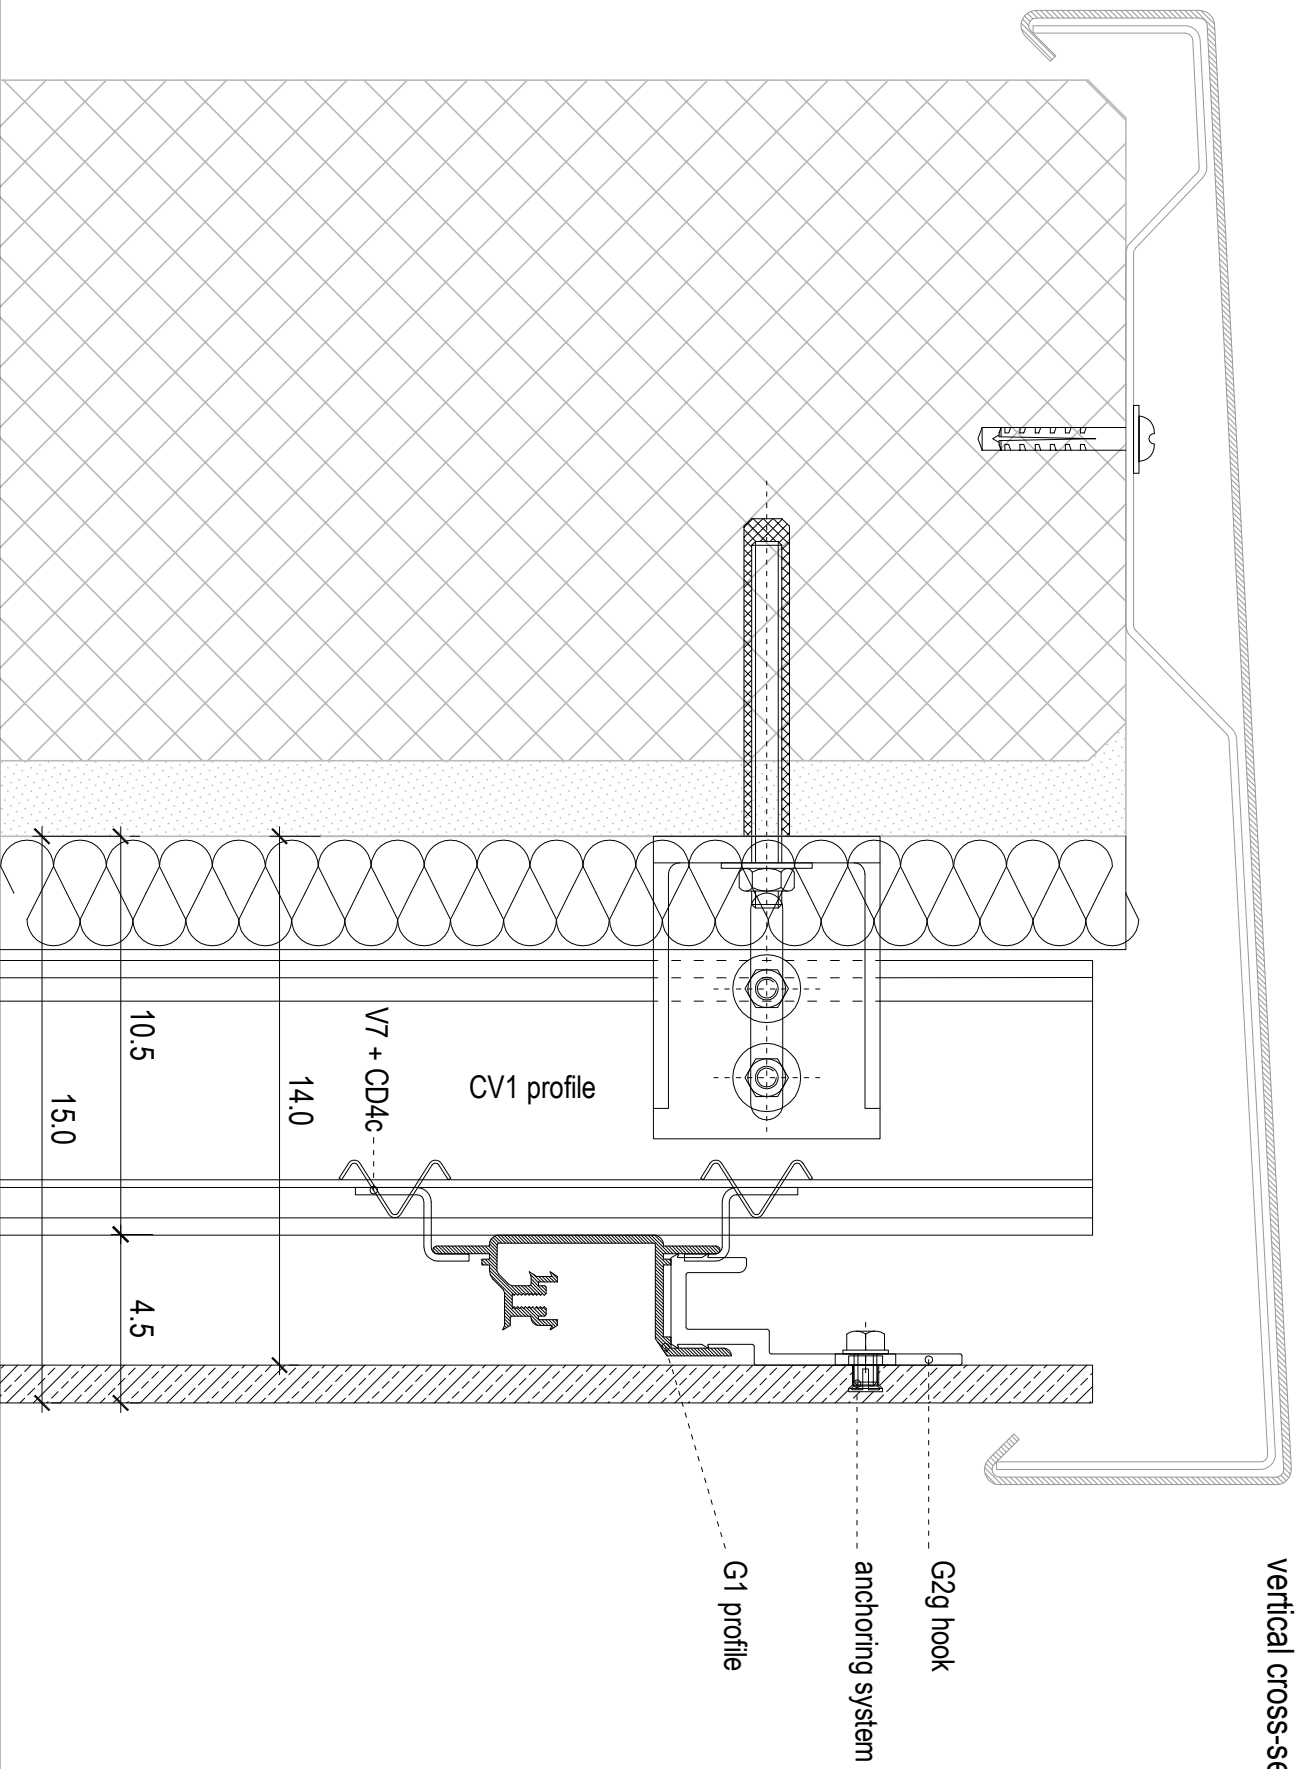 vertical cross-se
G2g hook
anchoring system
G1 profile
CV1 profile
V7 + CD4c
14.0
10.5
4.5
15.0